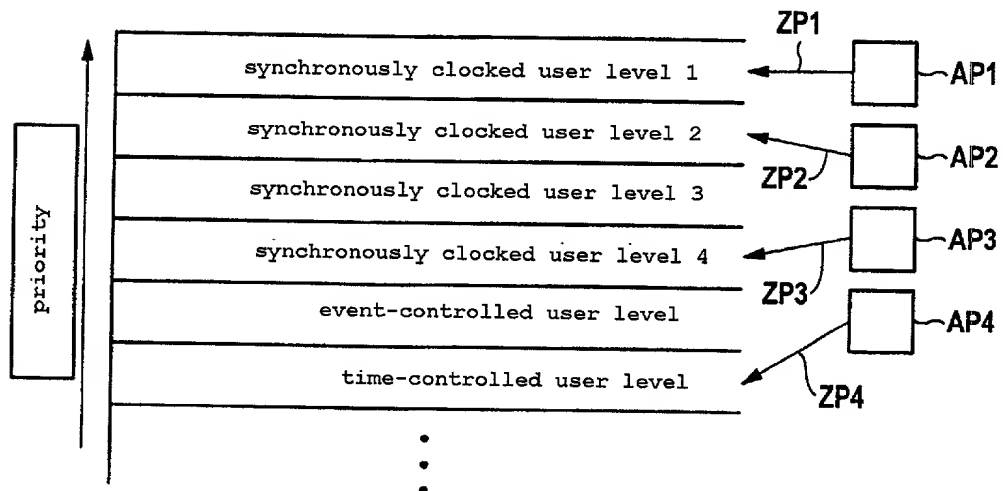 ZP1
synchronously clocked user level 1
AP1
synchronously clocked user level 2
ZP2
AP2
synchronously clocked user level 3
priority
AP3
synchronously clocked user level 4
ZP3
event-controlled user level
AP4
time-controlled user level
ZP4